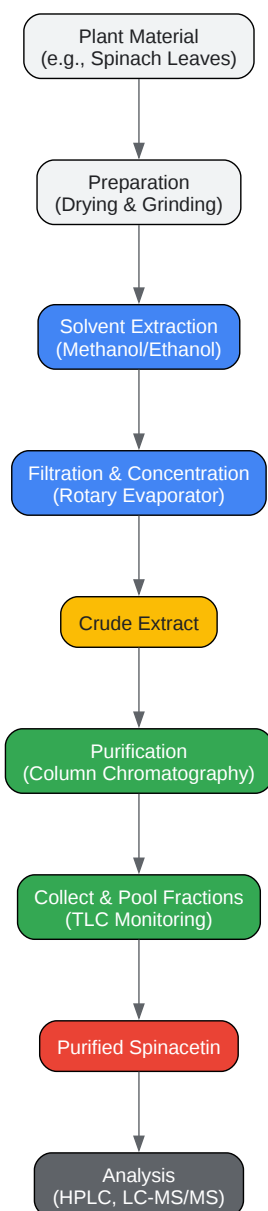 Plant Material
(e.g., Spinach Leaves)
Preparation
(Drying & Grinding)
Solvent Extraction
(Methanol/Ethanol)
Filtration & Concentration
(Rotary Evaporator)
Crude Extract
Purification
(Column Chromatography)
Collect & Pool Fractions
(TLC Monitoring)
Purified Spinacetin
Analysis
(HPLC, LC-MS/MS)